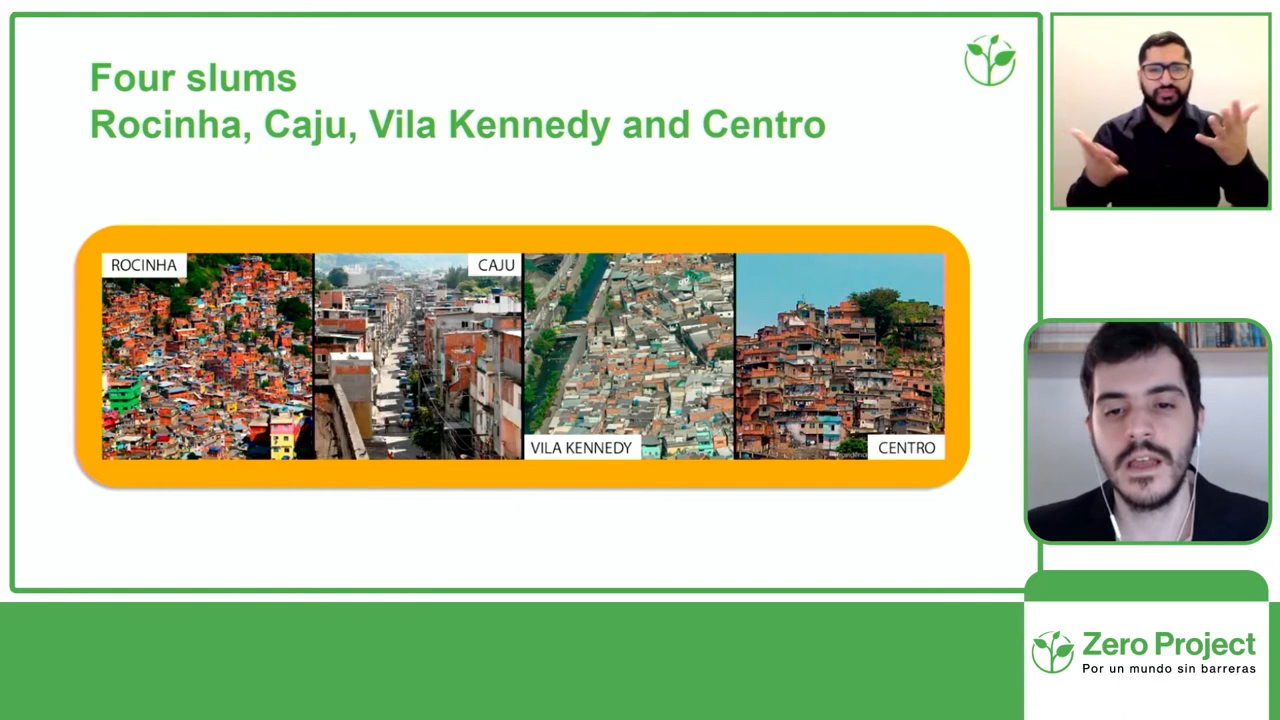 Four slums
Rocinha, Caju, Vila Kennedy and Centro
ROCINHA
CAJU
VILA KENNEDY
CENTRO
Zero Project
Por un mundo sin barreras